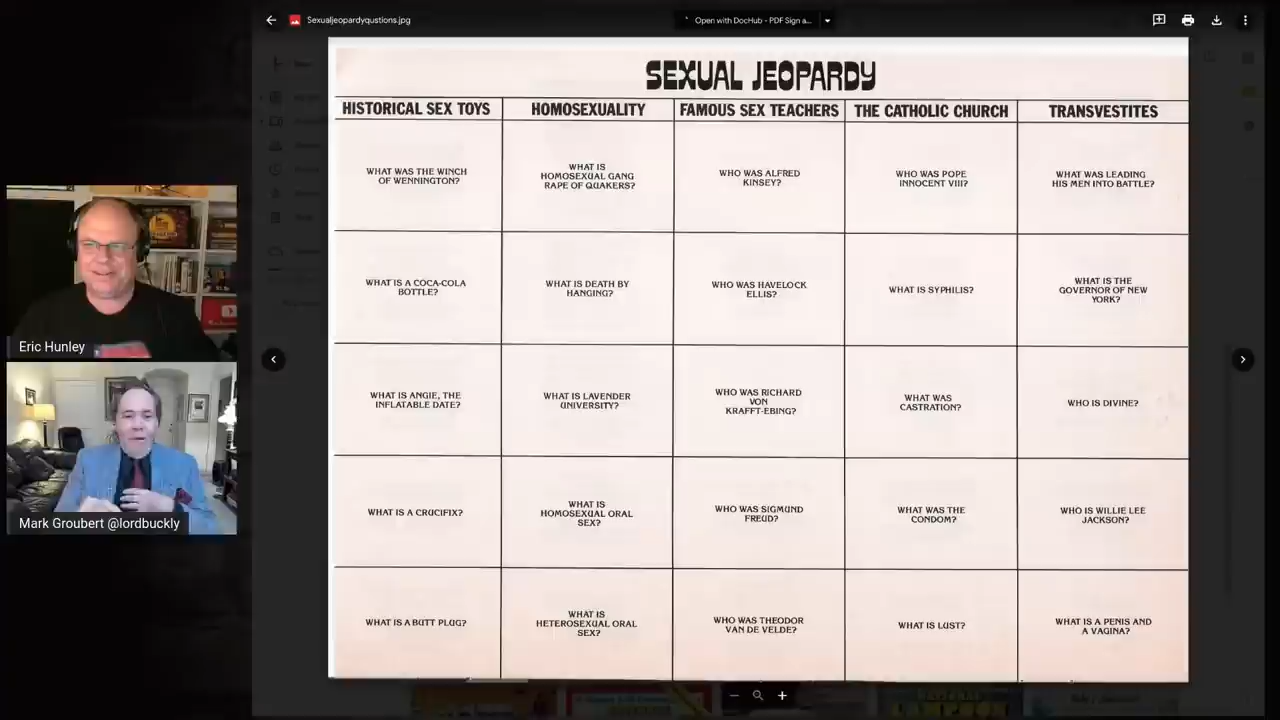 Sexualjeopardyqustions.jpg
Open with DocHub - PDF Sign a...
SEXUAL JEOPARDY
HISTORICAL SEX TOYS
HOMOSEXUALITY
FAMOUS SEX TEACHERS
THE CATHOLIC CHURCH
TRANSVESTITES
WHAT WAS THE WINCH
OF WENNINGTON?
WHAT IS
HOMOSEXUAL GANG
RAPE OF QUAKERS?
WHO WAS ALFRED
KINSEY?
WHO WAS POPE
INNOCENT VIII?
WHAT WAS LEADING
HIS MEN INTO BATTLE?
WHAT IS A COCA-COLA
BOTTLE?
WHAT IS DEATH BY
HANGING?
WHO WAS HAVELOCK
ELLIS?
WHAT IS SYPHILIS?
WHAT IS THE
GOVERNOR OF NEW
YORK?
WHAT IS ANGIE, THE
INFLATABLE DATE?
WHAT IS LAVENDER
UNIVERSITY?
WHO WAS RICHARD
VON
KRAFFT-EBING?
WHAT WAS
CASTRATION?
WHO IS DIVINE?
WHAT IS A CRUCIFIX?
WHAT IS
HOMOSEXUAL ORAL
SEX?
WHO WAS SIGMUND
FREUD?
WHAT WAS THE
CONDOM?
WHO IS WILLIE LEE
JACKSON?
WHAT IS A BUTT PLUG?
WHAT IS
HETEROSEXUAL ORAL
SEX?
WHO WAS THEODOR
VAN DE VELDE?
WHAT IS LUST?
WHAT IS A PENIS AND
A VAGINA?
Eric Hunley
Mark Groubert @lordbuckly